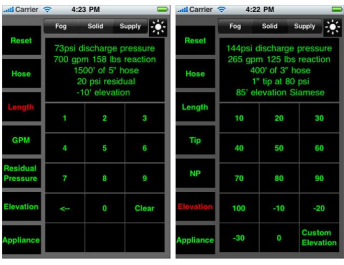 Carrier 4:23 PM
Fog Solid Supply
73psi discharge pressure
700 gpm 158 lbs reaction
1500' of 5" hose
20 psi residual
-10' elevation
Reset
Hose
Length
GPM
Residual
Pressure
Elevation
Appliance
1 2 3
4 5 6
7 8 9
<-- 0 Clear
Carrier 4:22 PM
Fog Solid Supply
144psi discharge pressure
265 gpm 125 lbs reaction
400' of 3" hose
1" tip at 80 psi
85' elevation Siamese
Reset
Hose
Length
Tip
NP
Elevation
Appliance
10 20 30
40 50 60
70 80 90
100 -10 -20
-30 0 Custom
Elevation